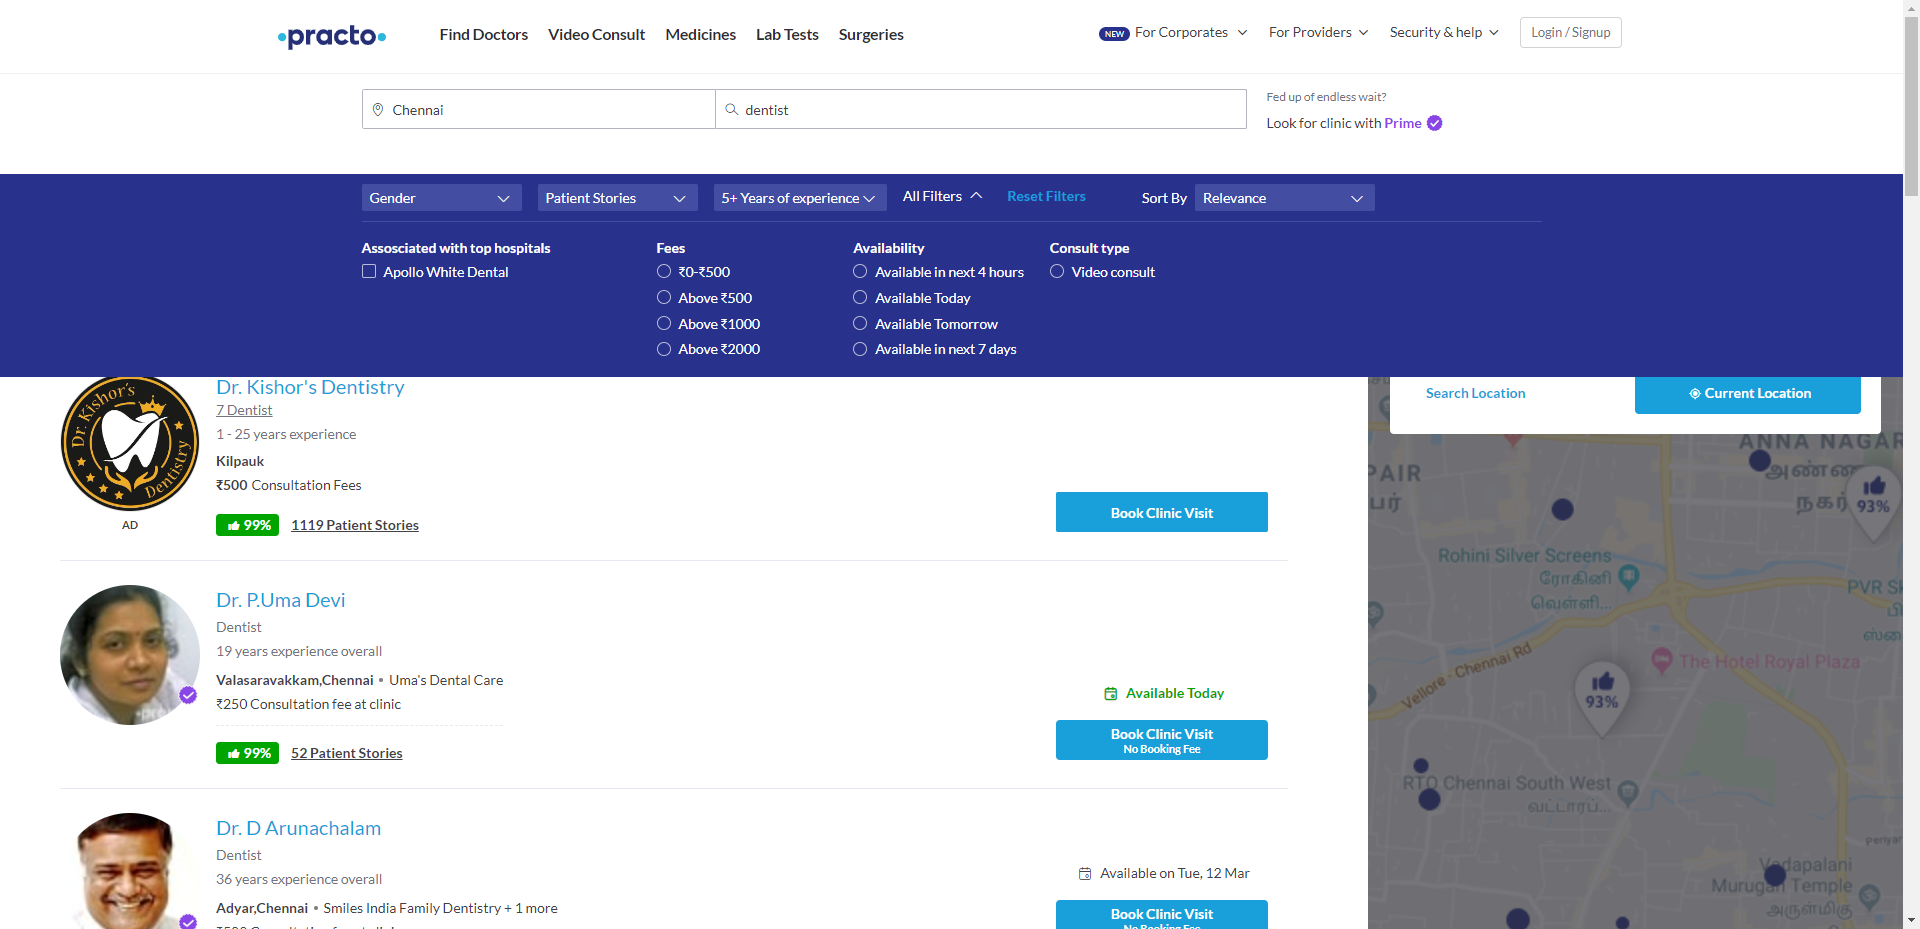 practo
Find Doctors
Video Consult
Medicines
Lab Tests
Surgeries
NEW For Corporates
For Providers
Security & help
Login / Signup
Chennai
dentist
Fed up of endless wait?
Look for clinic with Prime
Gender
Patient Stories
5+ Years of experience
All Filters
Reset Filters
Sort By
Relevance
Assosciated with top hospitals
Apollo White Dental
Fees
₹0-₹500
Above ₹500
Above ₹1000
Above ₹2000
Availability
Available in next 4 hours
Available Today
Available Tomorrow
Available in next 7 days
Consult type
Video consult
Dr. Kishor's
Dentistry
AD
Dr. Kishor's Dentistry
7 Dentist
1 - 25 years experience
Kilpauk
₹500 Consultation Fees
99% 1119 Patient Stories
Book Clinic Visit
Dr. P.Uma Devi
Dentist
19 years experience overall
Valasaravakkam,Chennai • Uma's Dental Care
₹250 Consultation fee at clinic
99% 52 Patient Stories
Available Today
Book Clinic Visit
No Booking Fee
Dr. D Arunachalam
Dentist
36 years experience overall
Adyar,Chennai • Smiles India Family Dentistry + 1 more
Available on Tue, 12 Mar
Book Clinic Visit
No Booking Fee
Search Location
Current Location
ANNA NAGAR
அண்ணா
நகர்
93%
Rohini Silver Screens
ரோகினி
வெள்ளி...
PVR
The Hotel Royal Plaza
Vellore - Chennai Rd
93%
RTO Chennai South West
வட்டாரப்...
Vadapalani
Murugan Temple
அருள்மிகு